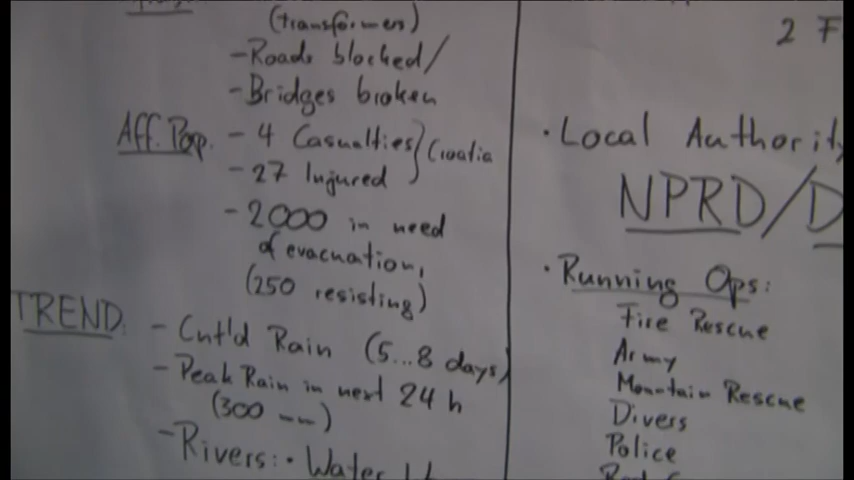 (transformers)
- Roads blocked/
- Bridges broken
Aff. Pop. - 4 Casualties } Croatia
- 27 Injured
- 2000 in need
of evacuation,
(250 resisting)
TREND: - Cnt'd Rain (5...8 days)
- Peak Rain in next 24 h
(300 mm)
- Rivers: • Water
2 F
• Local Authority
NPRD/D
• Running Ops:
Fire Rescue
Army
Mountain Rescue
Divers
Police